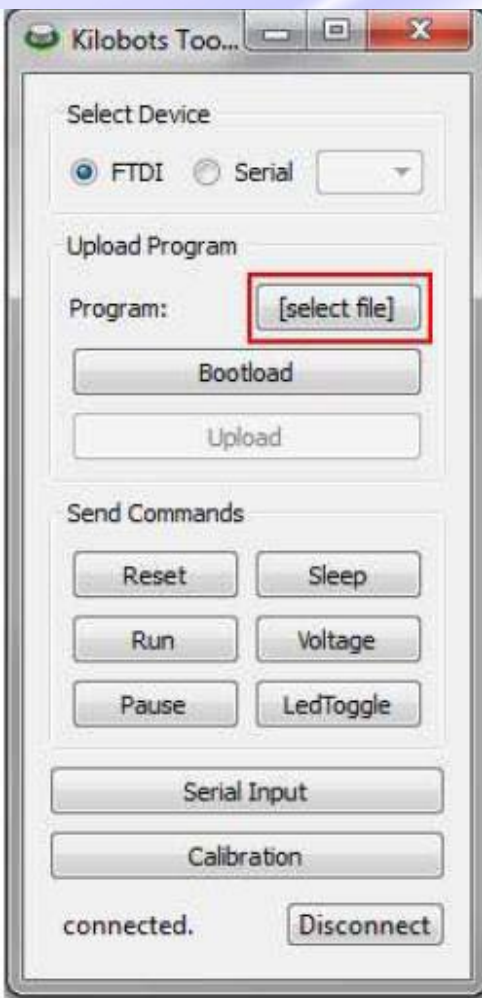 Kilobots Too...
Select Device
FTDI Serial
Upload Program
Program: [select file]
Bootload
Upload
Send Commands
Reset Sleep
Run Voltage
Pause LedToggle
Serial Input
Calibration
connected. Disconnect